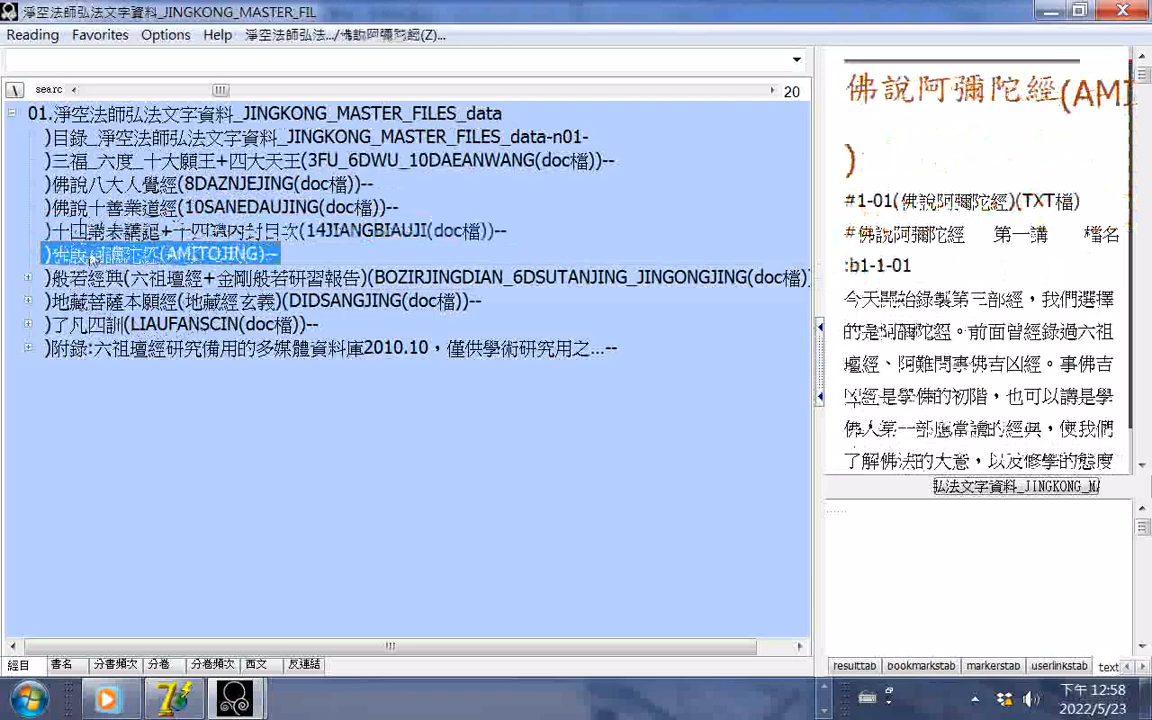 淨空法師弘法文字資料_JINGKONG_MASTER_FIL
Reading Favorites Options Help 淨空法師弘法.../佛說阿彌陀經(Z)...
searc 20
01.淨空法師弘法文字資料_JINGKONG_MASTER_FILES_data
)目錄_淨空法師弘法文字資料_JINGKONG_MASTER_FILES_data-n01-
)三福_六度_十大願王+四大天王(3FU_6DWU_10DAEANWANG(doc檔))--
)佛說八大人覺經(8DAZNJEJING(doc檔)--
)佛說十善業道經(10SANEDAUJING(doc檔)--
)十四講表講記+十四講內封目次(14JIANGBIAUJI(doc檔)--
)佛說阿彌陀經(AMITOJING)--
)般若經典(六祖壇經+金剛般若研習報告)(BOZIRJINGDIAN_6DSUTANJING_JINGONGJING(doc檔)
)地藏菩薩本願經(地藏經玄義)(DIDSANGJING(doc檔)--
)了凡四訓(LIAUFANSCIN(doc檔))--
)附錄:六祖壇經研究備用的多媒體資料庫2010.10，僅供學術研究用之...--
經目 書名 分書頻次 分卷 分卷頻次 西文 反連結
佛說阿彌陀經(AMI
)
#1-01(佛說阿彌陀經)(TXT檔)
#佛說阿彌陀經 第一講 檔名
:b1-1-01
今天開始錄製第三部經，我們選擇
的是阿彌陀經。前面曾經錄過六祖
壇經、阿難問事佛吉凶經。事佛吉
凶經是學佛的初階，也可以講是學
佛人第一部應當讀的經典，使我們
了解佛法的大意，以及修學的態度
弘法文字資料_JINGKONG_MA
.....
resulttab bookmarkstab markerstab userlinkstab text
下午 12:58
2022/5/23